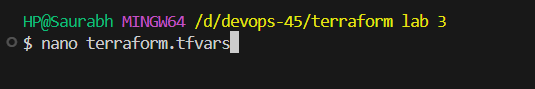 HP@Saurabh MINGW64 /d/devops-45/terraform lab 3
$ nano terraform.tfvars